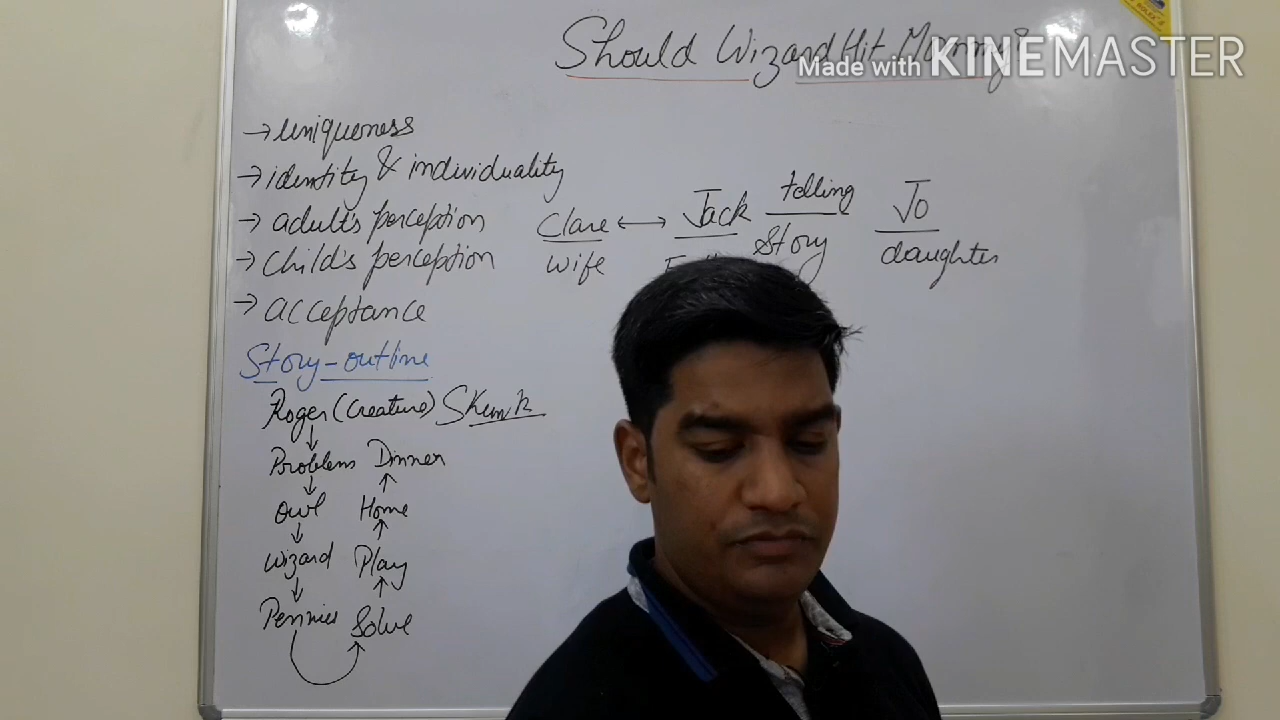 Should Wizard Hit Mommy?
Made with KINEMASTER
→ uniqueness
→ identity & individuality
→ adult's perception
→ child's perception
→ acceptance
Clare ↔ Jack telling Story Jo
wife daughter
Story-outline
Roger (Creature) Skunk
↓
Problem Dinner
↓ ↑
Owl Home
↓ ↑
Wizard Play
↓ ↑
Pennies Solve